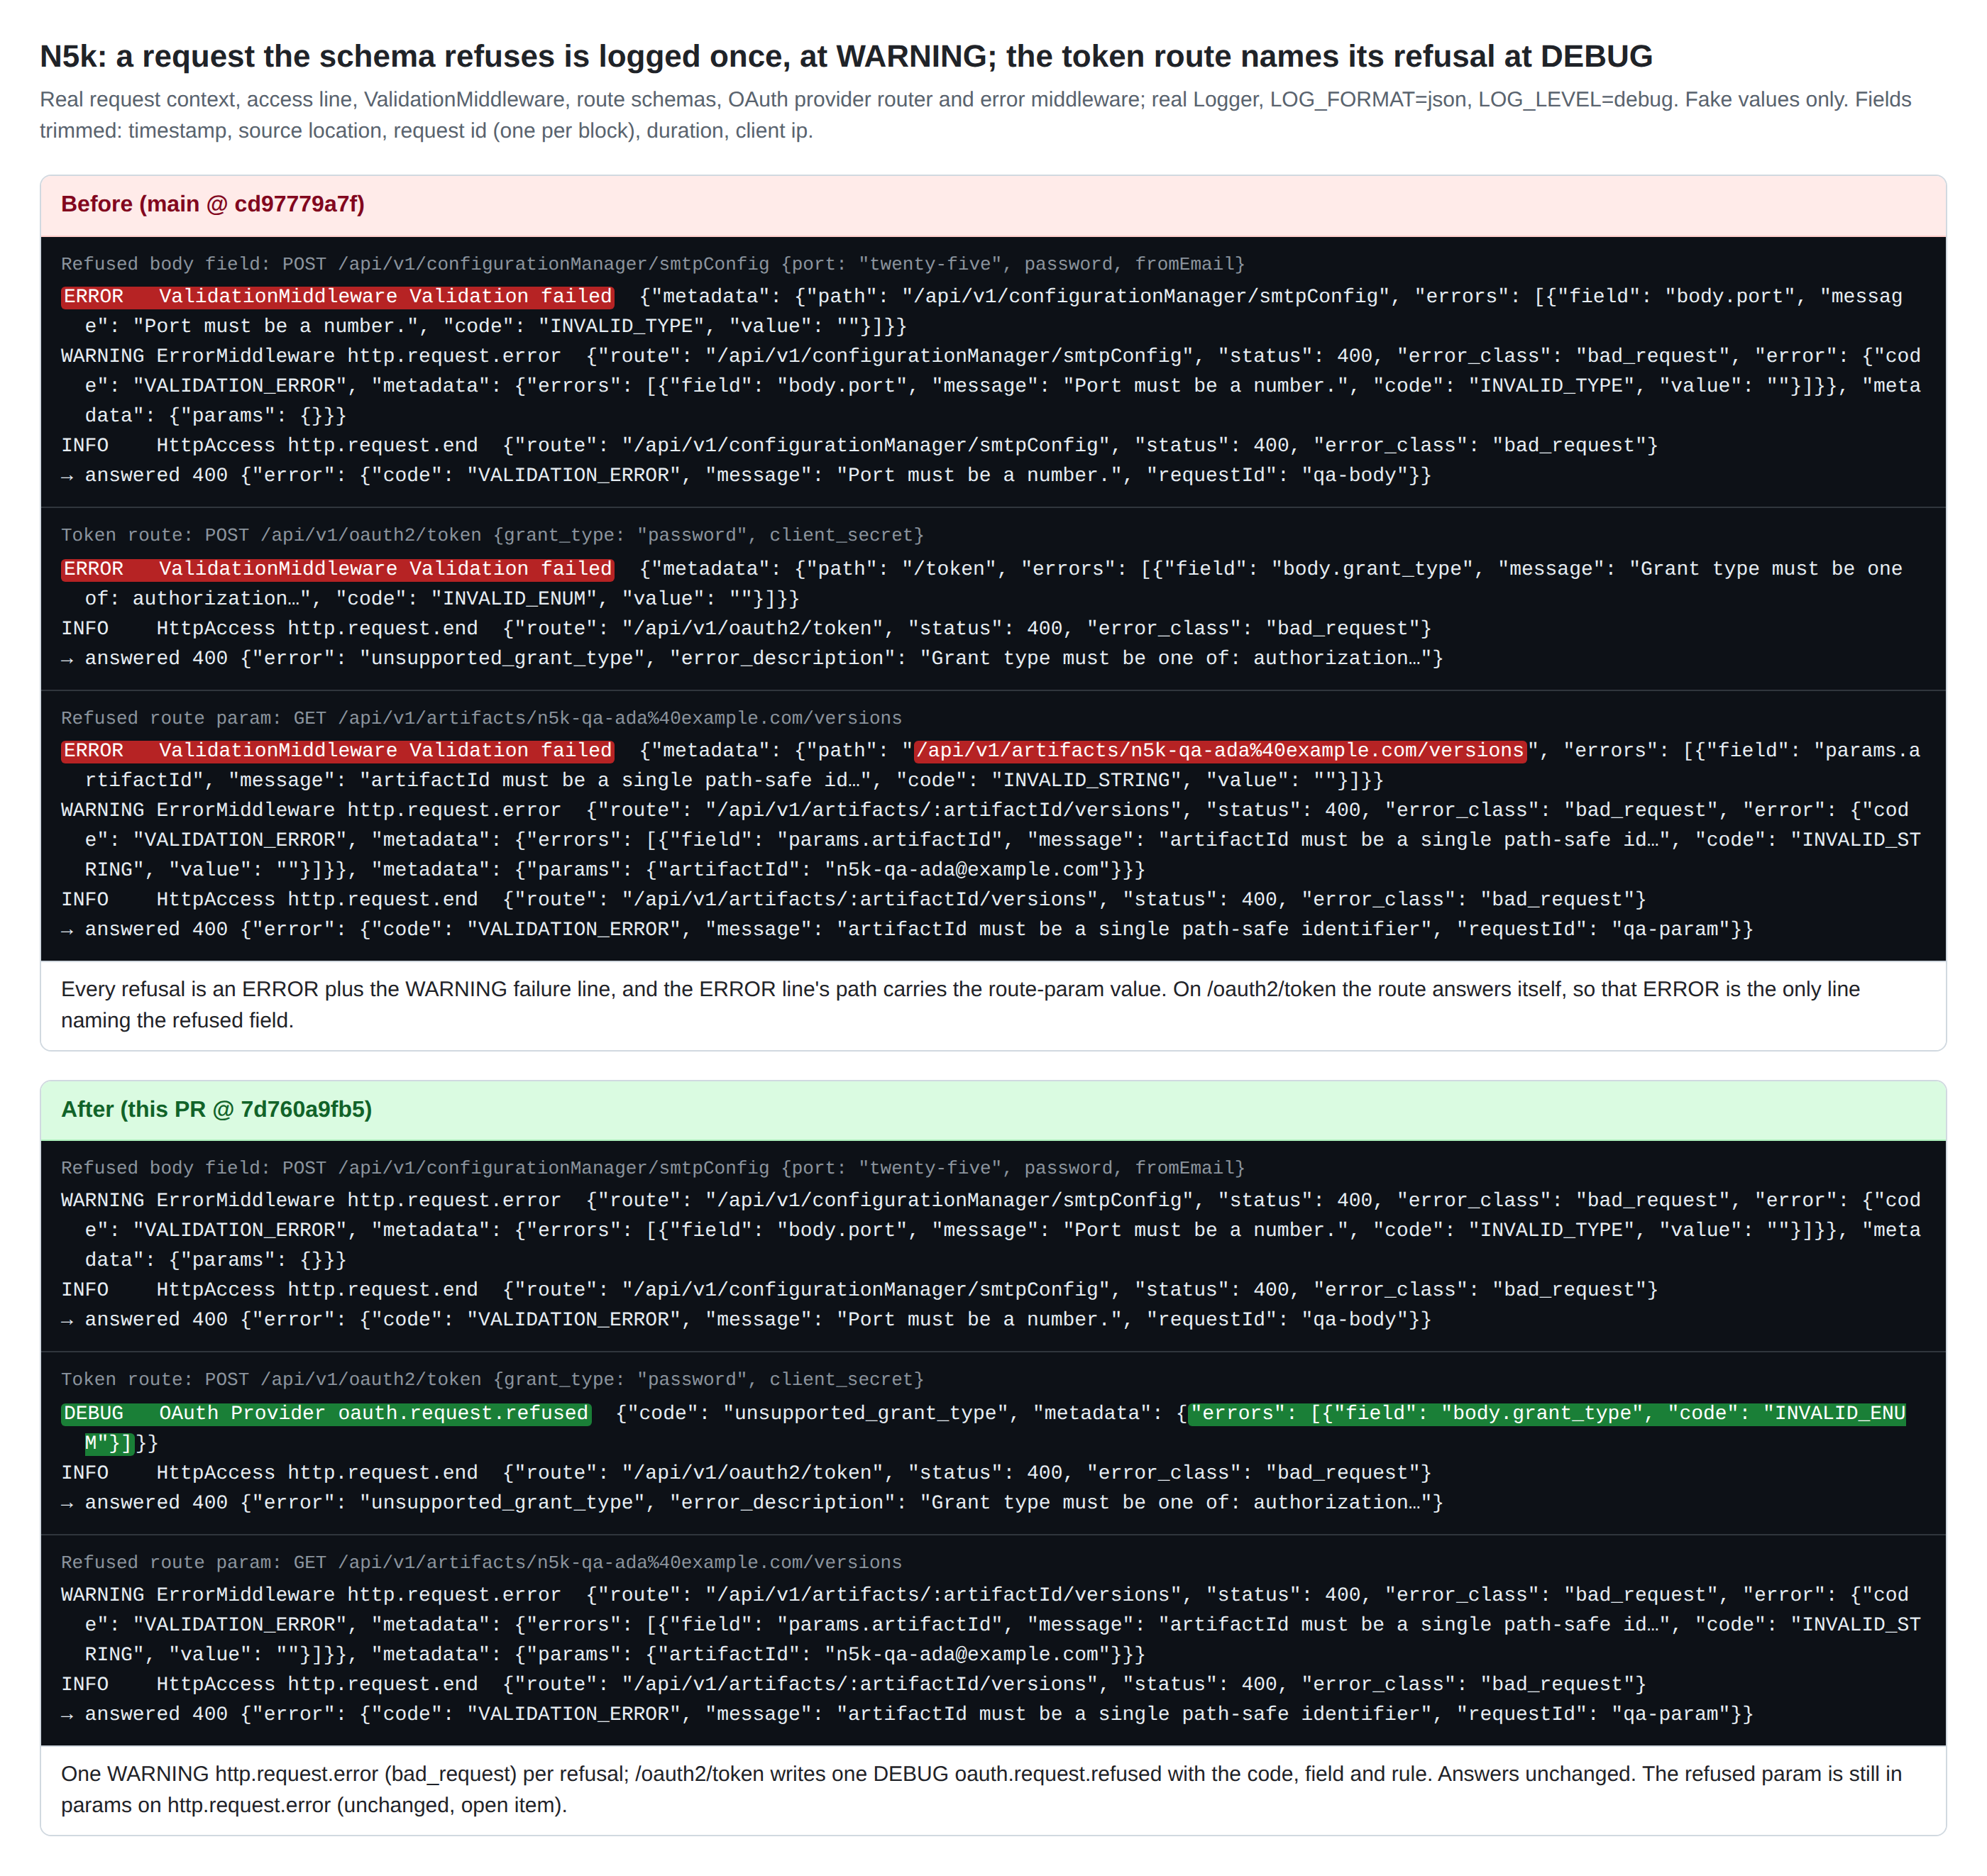 N5k: a request the schema refuses is logged once, at WARNING; the token route names its refusal at DEBUG
Real request context, access line, ValidationMiddleware, route schemas, OAuth provider router and error middleware; real Logger, LOG_FORMAT=json, LOG_LEVEL=debug. Fake values only. Fields
trimmed: timestamp, source location, request id (one per block), duration, client ip.
Before (main @ cd97779a7f)
Refused body field: POST /api/v1/configurationManager/smtpConfig {port: "twenty-five", password, fromEmail}
ERROR   ValidationMiddleware Validation failed  {"metadata": {"path": "/api/v1/configurationManager/smtpConfig", "errors": [{"field": "body.port", "messag
e": "Port must be a number.", "code": "INVALID_TYPE", "value": ""}]}}
WARNING ErrorMiddleware http.request.error  {"route": "/api/v1/configurationManager/smtpConfig", "status": 400, "error_class": "bad_request", "error": {"cod
e": "VALIDATION_ERROR", "metadata": {"errors": [{"field": "body.port", "message": "Port must be a number.", "code": "INVALID_TYPE", "value": ""}]}}, "meta
data": {"params": {}}}
INFO    HttpAccess http.request.end  {"route": "/api/v1/configurationManager/smtpConfig", "status": 400, "error_class": "bad_request"}
→ answered 400 {"error": {"code": "VALIDATION_ERROR", "message": "Port must be a number.", "requestId": "qa-body"}}
Token route: POST /api/v1/oauth2/token {grant_type: "password", client_secret}
ERROR   ValidationMiddleware Validation failed  {"metadata": {"path": "/token", "errors": [{"field": "body.grant_type", "message": "Grant type must be one
of: authorization…", "code": "INVALID_ENUM", "value": ""}]}}
INFO    HttpAccess http.request.end  {"route": "/api/v1/oauth2/token", "status": 400, "error_class": "bad_request"}
→ answered 400 {"error": "unsupported_grant_type", "error_description": "Grant type must be one of: authorization…"}
Refused route param: GET /api/v1/artifacts/n5k-qa-ada%40example.com/versions
ERROR   ValidationMiddleware Validation failed  {"metadata": {"path": "/api/v1/artifacts/n5k-qa-ada%40example.com/versions", "errors": [{"field": "params.a
rtifactId", "message": "artifactId must be a single path-safe id…", "code": "INVALID_STRING", "value": ""}]}}
WARNING ErrorMiddleware http.request.error  {"route": "/api/v1/artifacts/:artifactId/versions", "status": 400, "error_class": "bad_request", "error": {"cod
e": "VALIDATION_ERROR", "metadata": {"errors": [{"field": "params.artifactId", "message": "artifactId must be a single path-safe id…", "code": "INVALID_ST
RING", "value": ""}]}}, "metadata": {"params": {"artifactId": "n5k-qa-ada@example.com"}}}
INFO    HttpAccess http.request.end  {"route": "/api/v1/artifacts/:artifactId/versions", "status": 400, "error_class": "bad_request"}
→ answered 400 {"error": {"code": "VALIDATION_ERROR", "message": "artifactId must be a single path-safe identifier", "requestId": "qa-param"}}
Every refusal is an ERROR plus the WARNING failure line, and the ERROR line's path carries the route-param value. On /oauth2/token the route answers itself, so that ERROR is the only line
naming the refused field.
After (this PR @ 7d760a9fb5)
Refused body field: POST /api/v1/configurationManager/smtpConfig {port: "twenty-five", password, fromEmail}
WARNING ErrorMiddleware http.request.error  {"route": "/api/v1/configurationManager/smtpConfig", "status": 400, "error_class": "bad_request", "error": {"cod
e": "VALIDATION_ERROR", "metadata": {"errors": [{"field": "body.port", "message": "Port must be a number.", "code": "INVALID_TYPE", "value": ""}]}}, "meta
data": {"params": {}}}
INFO    HttpAccess http.request.end  {"route": "/api/v1/configurationManager/smtpConfig", "status": 400, "error_class": "bad_request"}
→ answered 400 {"error": {"code": "VALIDATION_ERROR", "message": "Port must be a number.", "requestId": "qa-body"}}
Token route: POST /api/v1/oauth2/token {grant_type: "password", client_secret}
DEBUG   OAuth Provider oauth.request.refused  {"code": "unsupported_grant_type", "metadata": {"errors": [{"field": "body.grant_type", "code": "INVALID_ENU
M"}]}}
INFO    HttpAccess http.request.end  {"route": "/api/v1/oauth2/token", "status": 400, "error_class": "bad_request"}
→ answered 400 {"error": "unsupported_grant_type", "error_description": "Grant type must be one of: authorization…"}
Refused route param: GET /api/v1/artifacts/n5k-qa-ada%40example.com/versions
WARNING ErrorMiddleware http.request.error  {"route": "/api/v1/artifacts/:artifactId/versions", "status": 400, "error_class": "bad_request", "error": {"cod
e": "VALIDATION_ERROR", "metadata": {"errors": [{"field": "params.artifactId", "message": "artifactId must be a single path-safe id…", "code": "INVALID_ST
RING", "value": ""}]}}, "metadata": {"params": {"artifactId": "n5k-qa-ada@example.com"}}}
INFO    HttpAccess http.request.end  {"route": "/api/v1/artifacts/:artifactId/versions", "status": 400, "error_class": "bad_request"}
→ answered 400 {"error": {"code": "VALIDATION_ERROR", "message": "artifactId must be a single path-safe identifier", "requestId": "qa-param"}}
One WARNING http.request.error (bad_request) per refusal; /oauth2/token writes one DEBUG oauth.request.refused with the code, field and rule. Answers unchanged. The refused param is still in
params on http.request.error (unchanged, open item).